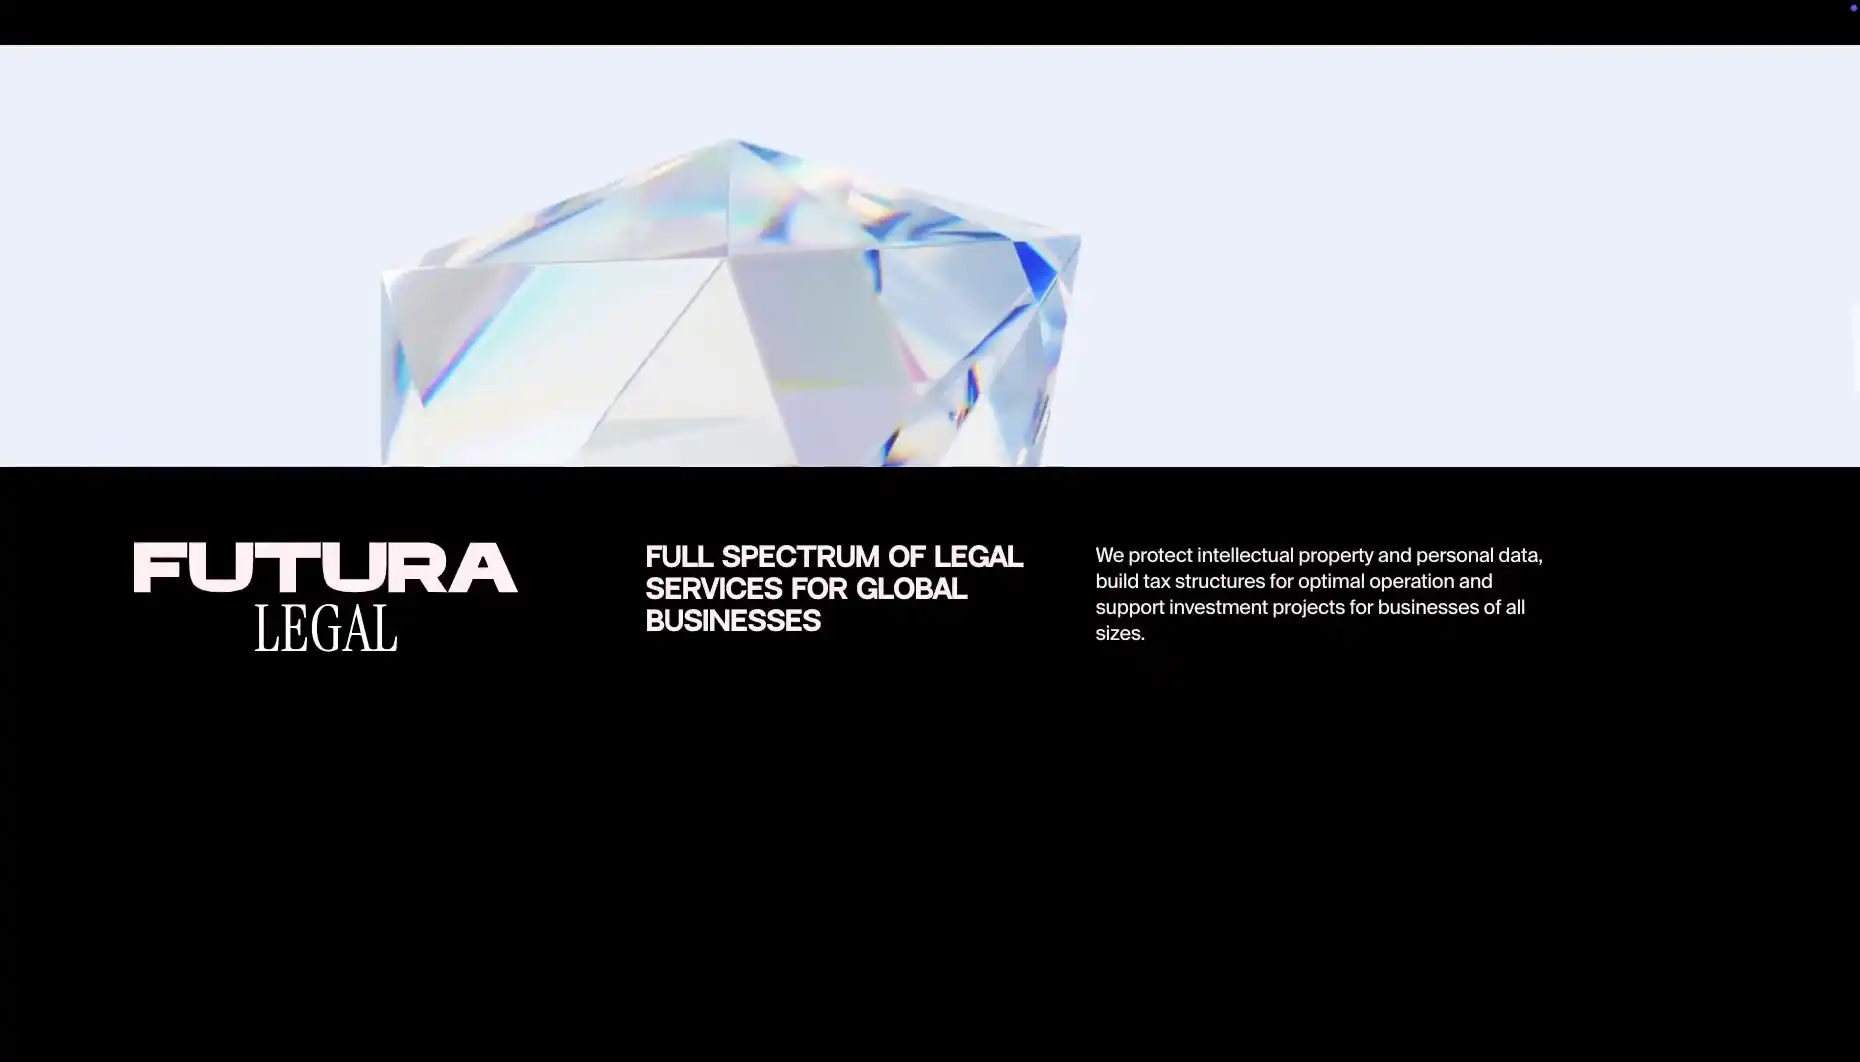 FUTURA
LEGAL
FULL SPECTRUM OF LEGAL
SERVICES FOR GLOBAL
BUSINESSES
We protect intellectual property and personal data,
build tax structures for optimal operation and
support investment projects for businesses of all
sizes.